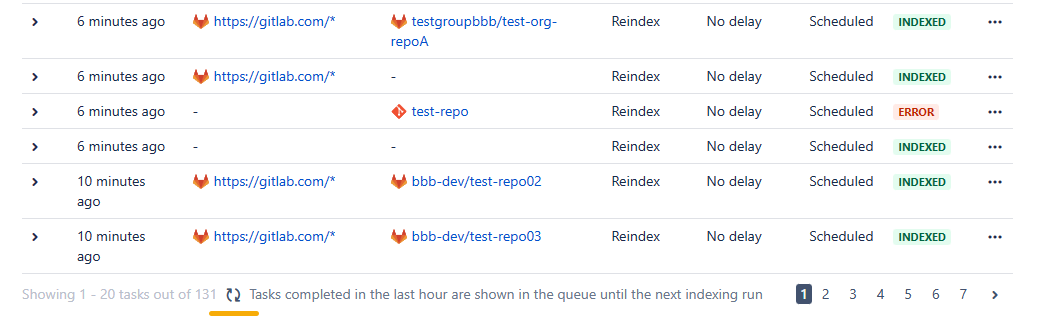 6 minutes ago https://gitlab.com/* testgroupbbb/test-org- Reindex No delay Scheduled INDEXED
repoA
6 minutes ago https://gitlab.com/* - Reindex No delay Scheduled INDEXED
6 minutes ago - test-repo Reindex No delay Scheduled ERROR
6 minutes ago - - Reindex No delay Scheduled INDEXED
10 minutes https://gitlab.com/* bbb-dev/test-repo02 Reindex No delay Scheduled INDEXED
ago
10 minutes https://gitlab.com/* bbb-dev/test-repo03 Reindex No delay Scheduled INDEXED
ago
Showing 1 - 20 tasks out of 131 Tasks completed in the last hour are shown in the queue until the next indexing run 1 2 3 4 5 6 7